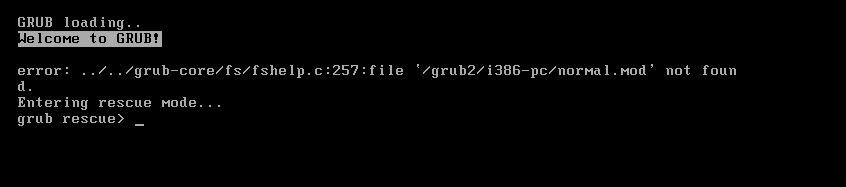 GRUB loading..
Welcome to GRUB!
error: ../../grub-core/fs/fshelp.c:257:file `/grub2/i386-pc/normal.mod' not foun
d.
Entering rescue mode...
grub rescue> _